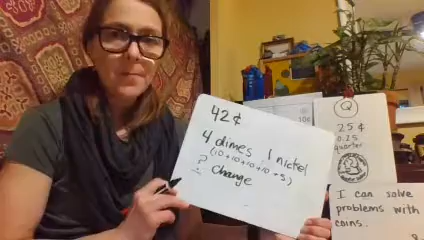 42¢
4 dimes 1 nickel
(10+10+10+10+5)
? change
Q
25¢
0.25
quarter
I can solve
problems with
coins.